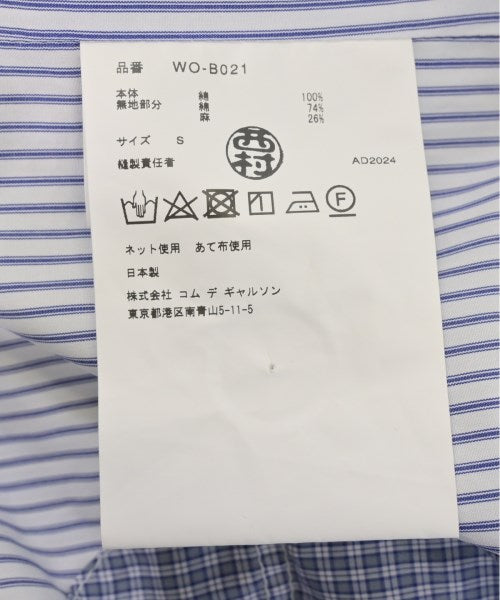 品番 WO-B021
本体 綿 100%
無地部分 綿 74%
麻 26%
サイズ S
西村
縫製責任者
AD2024
F
ネット使用 あて布使用
日本製
株式会社 コム デ ギャルソン
東京都港区南青山5-11-5